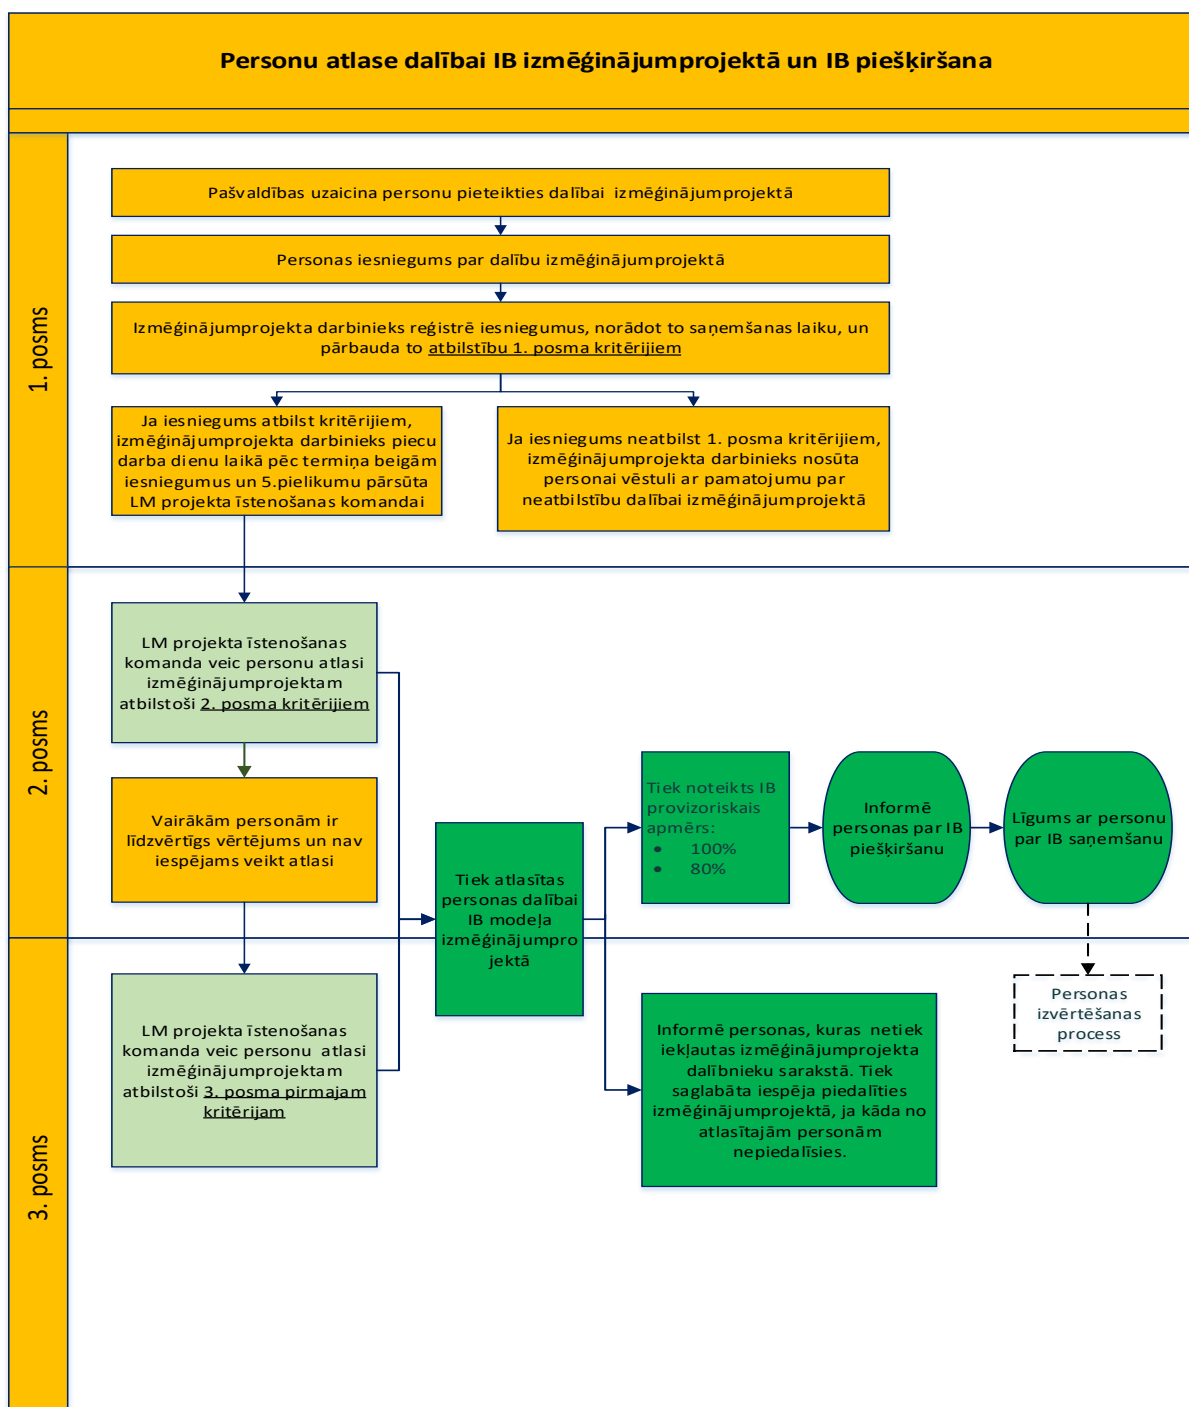 Personu atlase dalībai IB izmēģinājumprojektā un IB piešķiršana
1. posms
Pašvaldības uzaicina personu pieteikties dalībai izmēģinājumprojektā
Personas iesniegums par dalību izmēģinājumprojektā
Izmēģinājumprojekta darbinieks reģistrē iesniegumus, norādot to saņemšanas laiku, un
pārbauda to atbilstību 1. posma kritērijiem
Ja iesniegums atbilst kritērijiem,
izmēģinājumprojekta darbinieks piecu
darba dienu laikā pēc termiņa beigām
iesniegumus un 5.pielikumu pārsūta
LM projekta īstenošanas komandai
Ja iesniegums neatbilst 1. posma kritērijiem,
izmēģinājumprojekta darbinieks nosūta
personai vēstuli ar pamatojumu par
neatbilstību dalībai izmēģinājumprojektā
2. posms
LM projekta īstenošanas
komanda veic personu atlasi
izmēģinājumprojektam
atbilstoši 2. posma kritērijiem
Vairākām personām ir
līdzvērtīgs vērtējums un nav
iespējams veikt atlasi
Tiek atlasītas
personas dalībai
IB modeļa
izmēģinājumpro
jektā
Tiek noteikts IB
provizoriskais
apmērs:
• 100%
• 80%
Informē
personas par IB
piešķiršanu
Līgums ar personu
par IB saņemšanu
3. posms
LM projekta īstenošanas
komanda veic personu atlasi
izmēģinājumprojektam
atbilstoši 3. posma pirmajam
kritērijam
Informē personas, kuras netiek
iekļautas izmēģinājumprojekta
dalībnieku sarakstā. Tiek
saglabāta iespēja piedalīties
izmēģinājumprojektā, ja kāda no
atlasītajām personām
nepiedalīsies.
Personas
izvērtēšanas
process